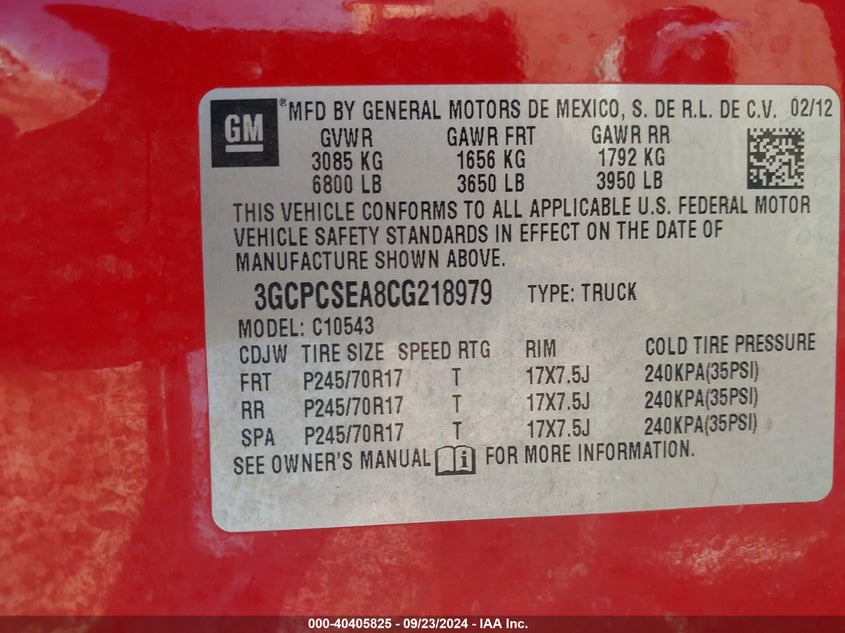 GM
®MFD BY GENERAL MOTORS DE MEXICO, S. DE R.L. DE C.V. 02/12
GVWR GAWR FRT GAWR RR
3085 KG 1656 KG 1792 KG
6800 LB 3650 LB 3950 LB
THIS VEHICLE CONFORMS TO ALL APPLICABLE U.S. FEDERAL MOTOR
VEHICLE SAFETY STANDARDS IN EFFECT ON THE DATE OF
MANUFACTURE SHOWN ABOVE.
3GCPCSEA8CG218979 TYPE: TRUCK
MODEL: C10543
CDJW TIRE SIZE SPEED RTG RIM COLD TIRE PRESSURE
FRT P245/70R17 T 17X7.5J 240KPA(35PSI)
RR P245/70R17 T 17X7.5J 240KPA(35PSI)
SPA P245/70R17 T 17X7.5J 240KPA(35PSI)
SEE OWNER'S MANUAL i FOR MORE INFORMATION.
000-40405825 - 09/23/2024 - IAA Inc.